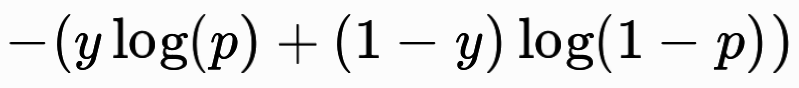 −(y log(p) + (1 − y) log(1 − p))